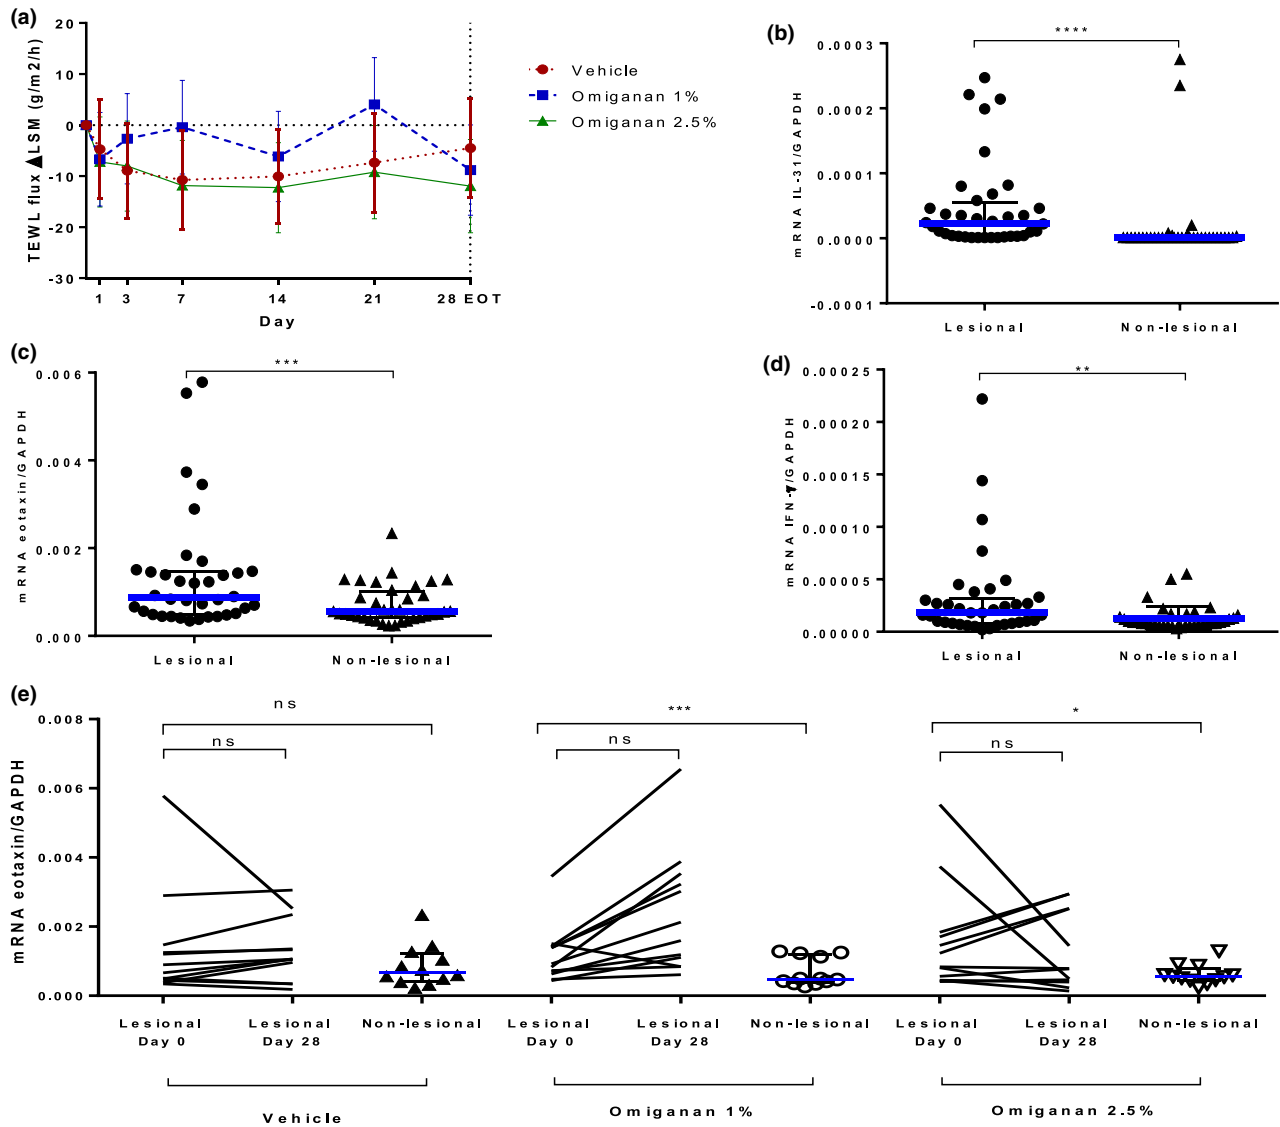 (a)
TEWL flux ▲LSM (g/m2/h)
20
10
0
-10
-20
-30
1 3 7 14 21 28 EOT
Day
Vehicle
Omiganan 1%
Omiganan 2.5%
(b)
mRNA IL-31/GAPDH
0.0003
0.0002
0.0001
0.0000
-0.0001
****
Lesional Non-lesional
(c)
mRNA eotaxin/GAPDH
0.006
0.004
0.002
0.000
***
Lesional Non-lesional
(d)
mRNA IFN-γ/GAPDH
0.00025
0.00020
0.00015
0.00010
0.00005
0.00000
**
Lesional Non-lesional
(e)
mRNA eotaxin/GAPDH
0.008
0.006
0.004
0.002
0.000
ns *** *
ns ns ns
Lesional Lesional Non-lesional Lesional Lesional Non-lesional Lesional Lesional Non-lesional
Day 0 Day 28 Day 0 Day 28 Day 0 Day 28
Vehicle Omiganan 1% Omiganan 2.5%